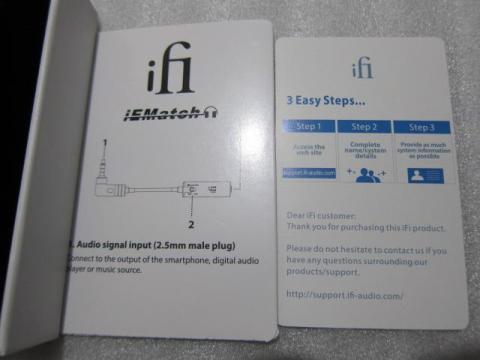 ifi
iEMatch
1
2
. Audio signal input (2.5mm male plug)
onnect to the output of the smartphone, digital audio
layer or music source.
ifi
3 Easy Steps...
Step 1
Step 2
Step 3
Access the
web site
Complete
name/system
details
Provide as much
system information
as possible
support.ifi-audio.com
Dear iFi customer:
Thank you for purchasing this iFi product.
Please do not hesitate to contact us if you
have any questions surrounding our
products/support.
http://support.ifi-audio.com/